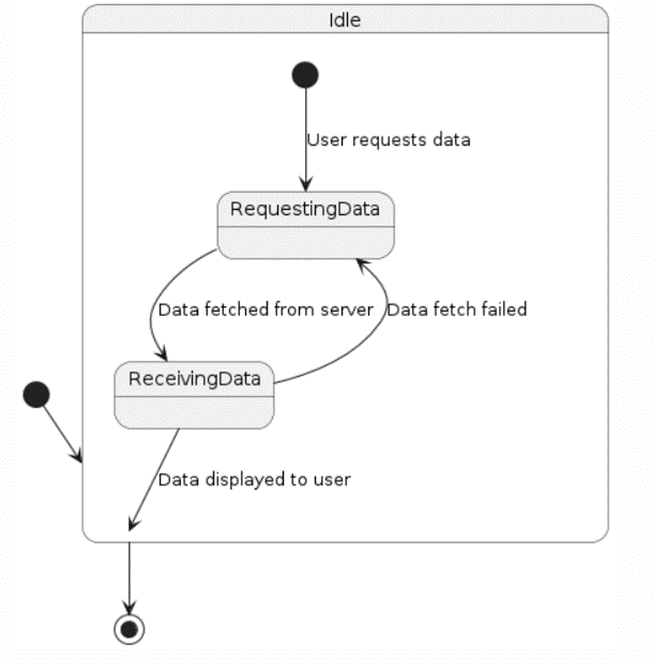 Idle
User requests data
RequestingData
Data fetched from server
Data fetch failed
ReceivingData
Data displayed to user